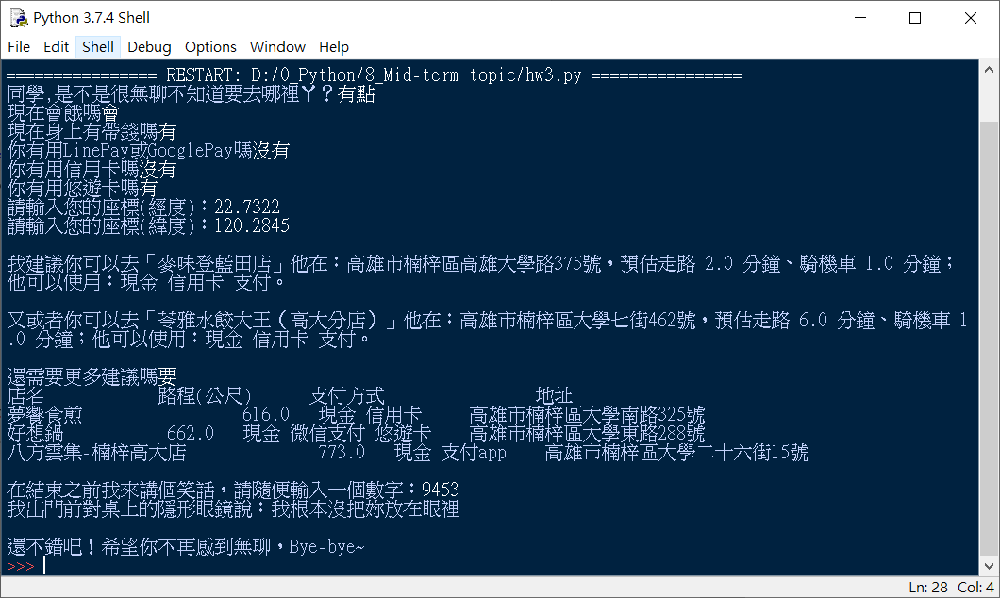 Python 3.7.4 Shell
File Edit Shell Debug Options Window Help
================ RESTART: D:/0_Python/8_Mid-term topic/hw3.py ================
同學,是不是很無聊不知道要去哪裡ㄚ？有點
現在會餓嗎會
現在身上有帶錢嗎有
你有用LinePay或GooglePay嗎沒有
你有用信用卡嗎沒有
你有用悠遊卡嗎有
請輸入您的座標(經度)：22.7322
請輸入您的座標(緯度)：120.2845
我建議你可以去「麥味登藍田店」他在：高雄市楠梓區高雄大學路375號，預估走路 2.0 分鐘、騎機車 1.0 分鐘；
他可以使用：現金 信用卡 支付。
又或者你可以去「苓雅水餃大王（高大分店）」他在：高雄市楠梓區大學七街462號，預估走路 6.0 分鐘、騎機車 1
.0 分鐘；他可以使用：現金 信用卡 支付。
還需要更多建議嗎要
店名 路程(公尺) 支付方式 地址
夢饗食煎 616.0 現金 信用卡 高雄市楠梓區大學南路325號
好想鍋 662.0 現金 微信支付 悠遊卡 高雄市楠梓區大學東路288號
八方雲集-楠梓高大店 773.0 現金 支付app 高雄市楠梓區大學二十六街15號
在結束之前我來講個笑話，請隨便輸入一個數字：9453
我出門前對桌上的隱形眼鏡說：我根本沒把妳放在眼裡
還不錯吧！希望你不再感到無聊，Bye-bye~
>>>
Ln: 28 Col: 4